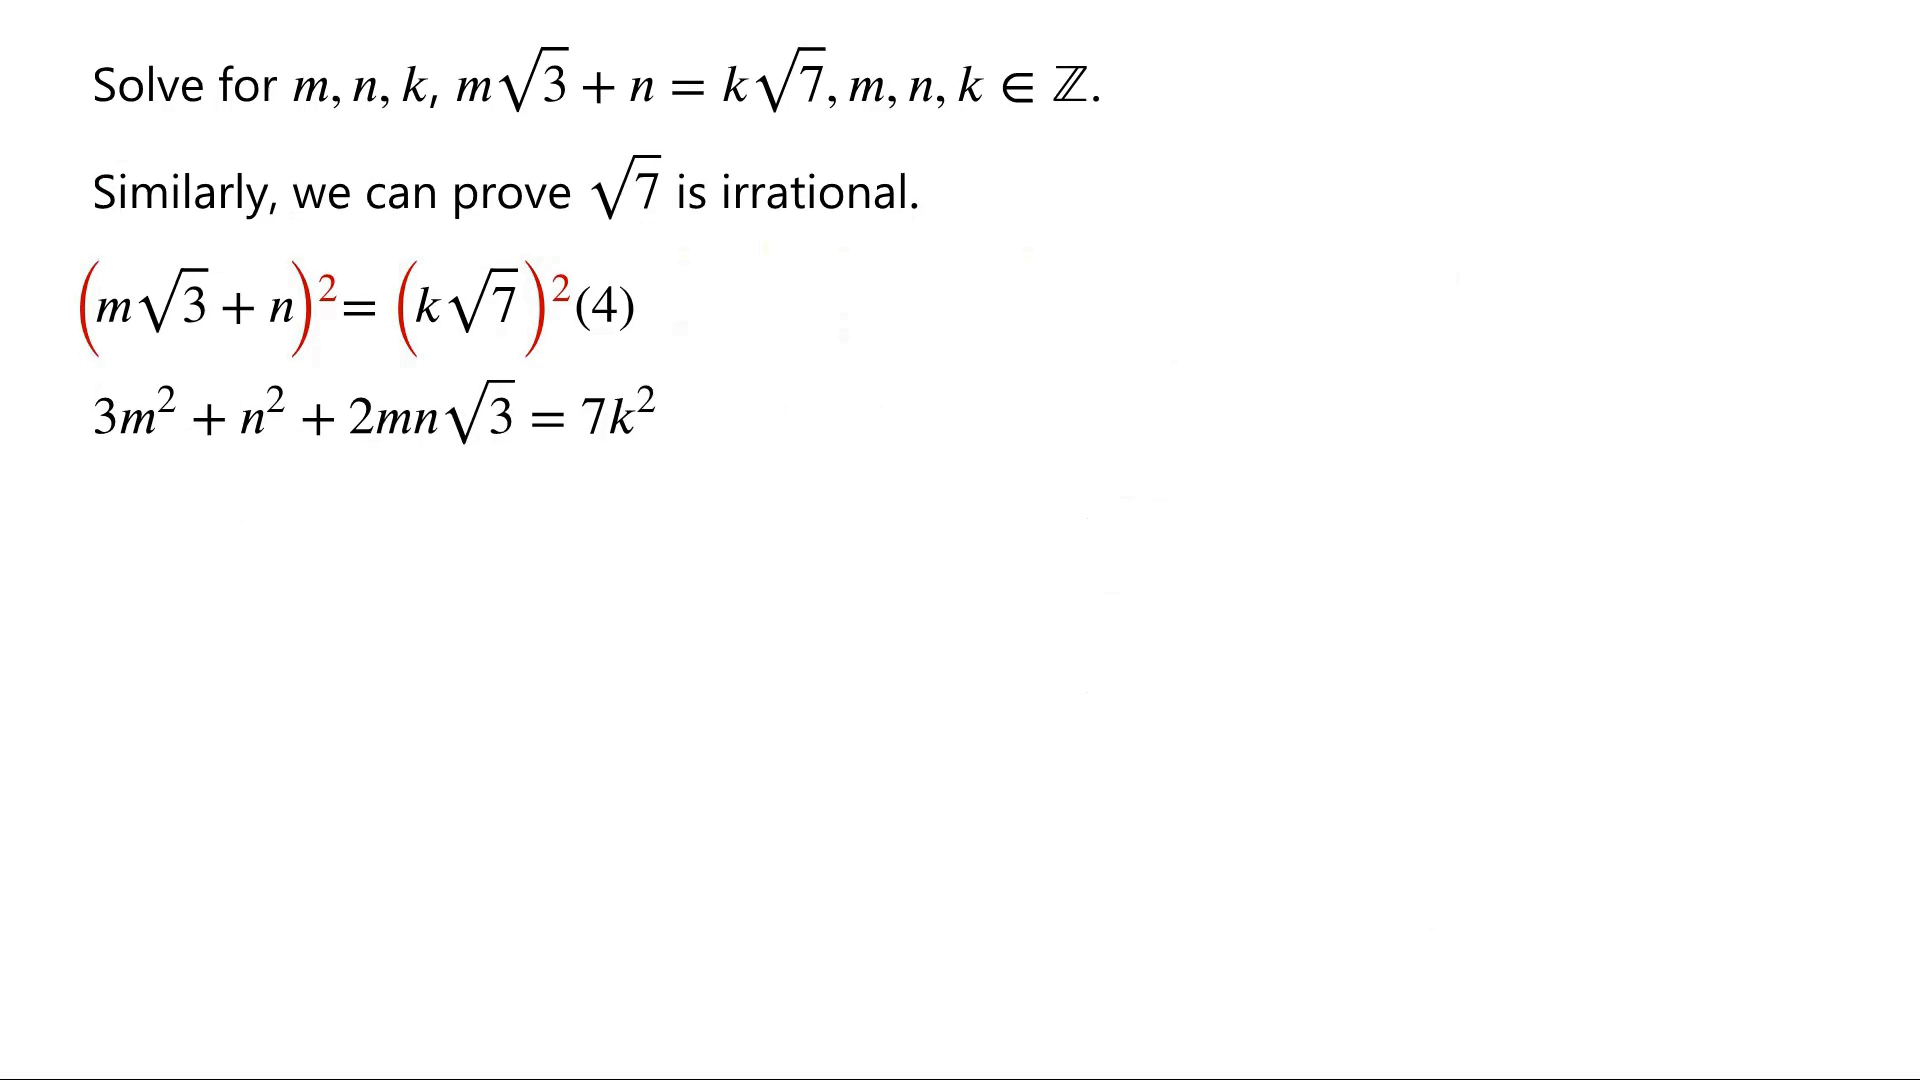 Solve for m, n, k, m√3 + n = k√7, m, n, k ∈ ℤ.
Similarly, we can prove √7 is irrational.
(m√3 + n)² = (k√7)² (4)
3m² + n² + 2mn√3 = 7k²